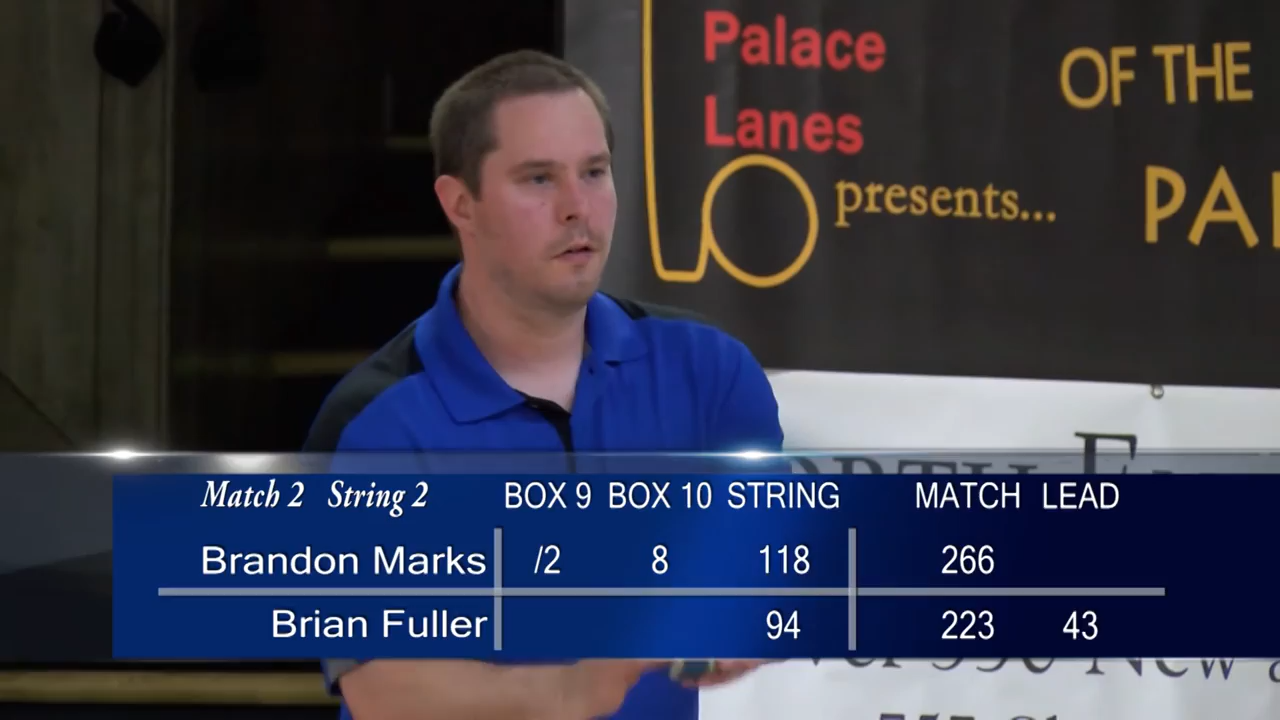 Palace
Lanes
presents...
OF THE
PA
Match 2 String 2 BOX 9 BOX 10 STRING MATCH LEAD
Brandon Marks /2 8 118 266
Brian Fuller 94 223 43
New